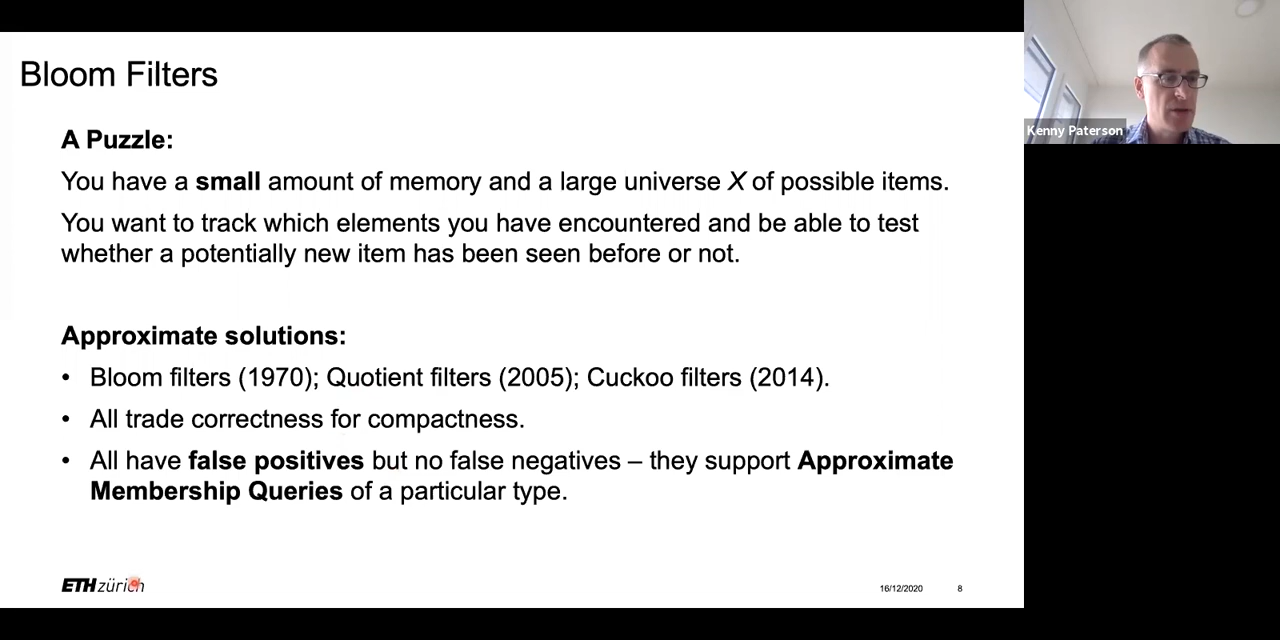 Bloom Filters
A Puzzle:
You have a small amount of memory and a large universe X of possible items.
You want to track which elements you have encountered and be able to test
whether a potentially new item has been seen before or not.
Approximate solutions:
• Bloom filters (1970); Quotient filters (2005); Cuckoo filters (2014).
• All trade correctness for compactness.
• All have false positives but no false negatives – they support Approximate
Membership Queries of a particular type.
ETH zürich
16/12/2020 8
Kenny Paterson